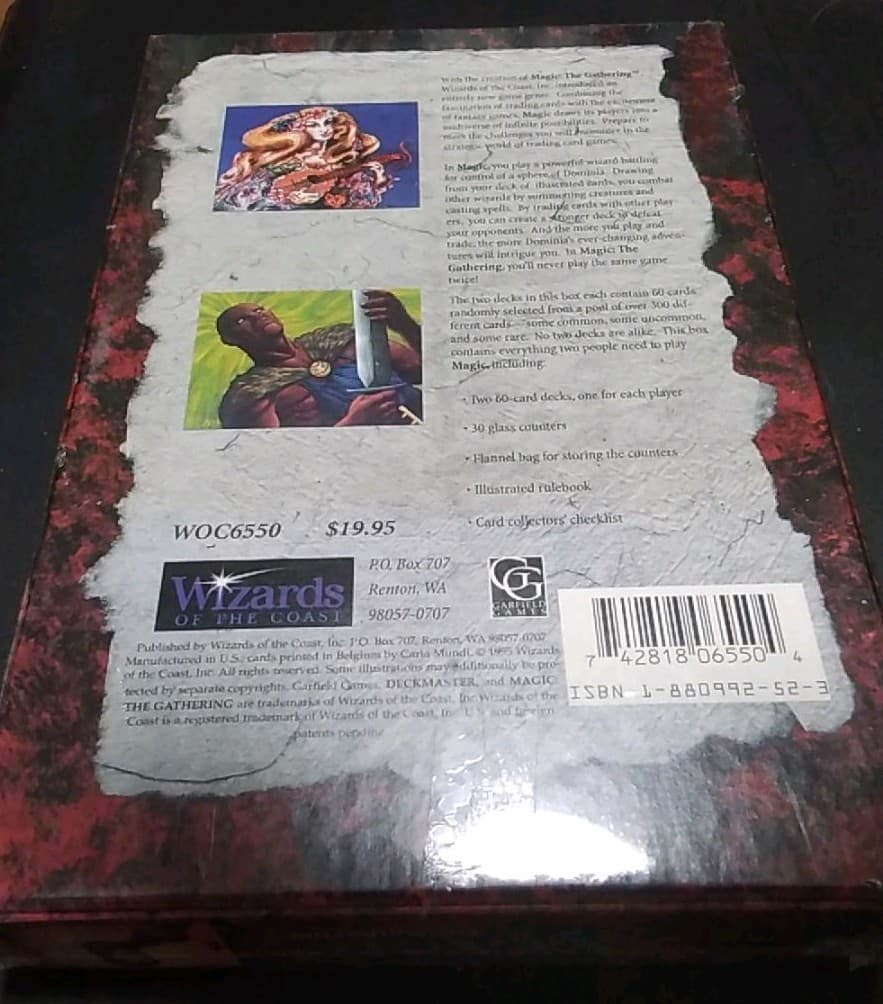 With the creation of Magic: The Gathering™
Wizards of the Coast, Inc. introduced an
entirely new game genre. Combining the
fascination of trading cards with the excitement
of fantasy games, Magic draws its players into a
multiverse of infinite possibilities. Prepare to
meet the challenges you will encounter in the
strategic world of trading card games.
In Magic, you play a powerful wizard battling
for control of a sphere of Dominia. Drawing
from your deck of illustrated cards, you combat
other wizards by summoning creatures and
casting spells. By trading cards with other play-
ers, you can create a stronger deck to defeat
your opponents. And the more you play and
trade, the more Dominia's ever-changing adven-
tures will intrigue you. In Magic: The
Gathering, you'll never play the same game
twice!
The two decks in this box each contain 60 cards
randomly selected from a pool of over 300 dif-
ferent cards—some common, some uncommon,
and some rare. No two decks are alike. This box
contains everything two people need to play
Magic, including:
• Two 60-card decks, one for each player
• 30 glass counters
• Flannel bag for storing the counters
• Illustrated rulebook
• Card collectors' checklist
WOC6550 $19.95
Wizards
OF THE COAST
P.O. Box 707
Renton, WA
98057-0707
GG
GARFIELD
GAMES
Published by Wizards of the Coast, Inc. P.O. Box 707, Renton, WA 98057-0707
Manufactured in U.S.; cards printed in Belgium by Carta Mundi. © 1995 Wizards
of the Coast, Inc. All rights reserved. Some illustrations may additionally be pro-
tected by separate copyrights. Garfield Games, DECKMASTER, and MAGIC:
THE GATHERING are trademarks of Wizards of the Coast, Inc. Wizards of the
Coast is a registered trademark of Wizards of the Coast, Inc. U.S. and foreign
patents pending
7 42818 06550 4
ISBN 1-880992-52-3